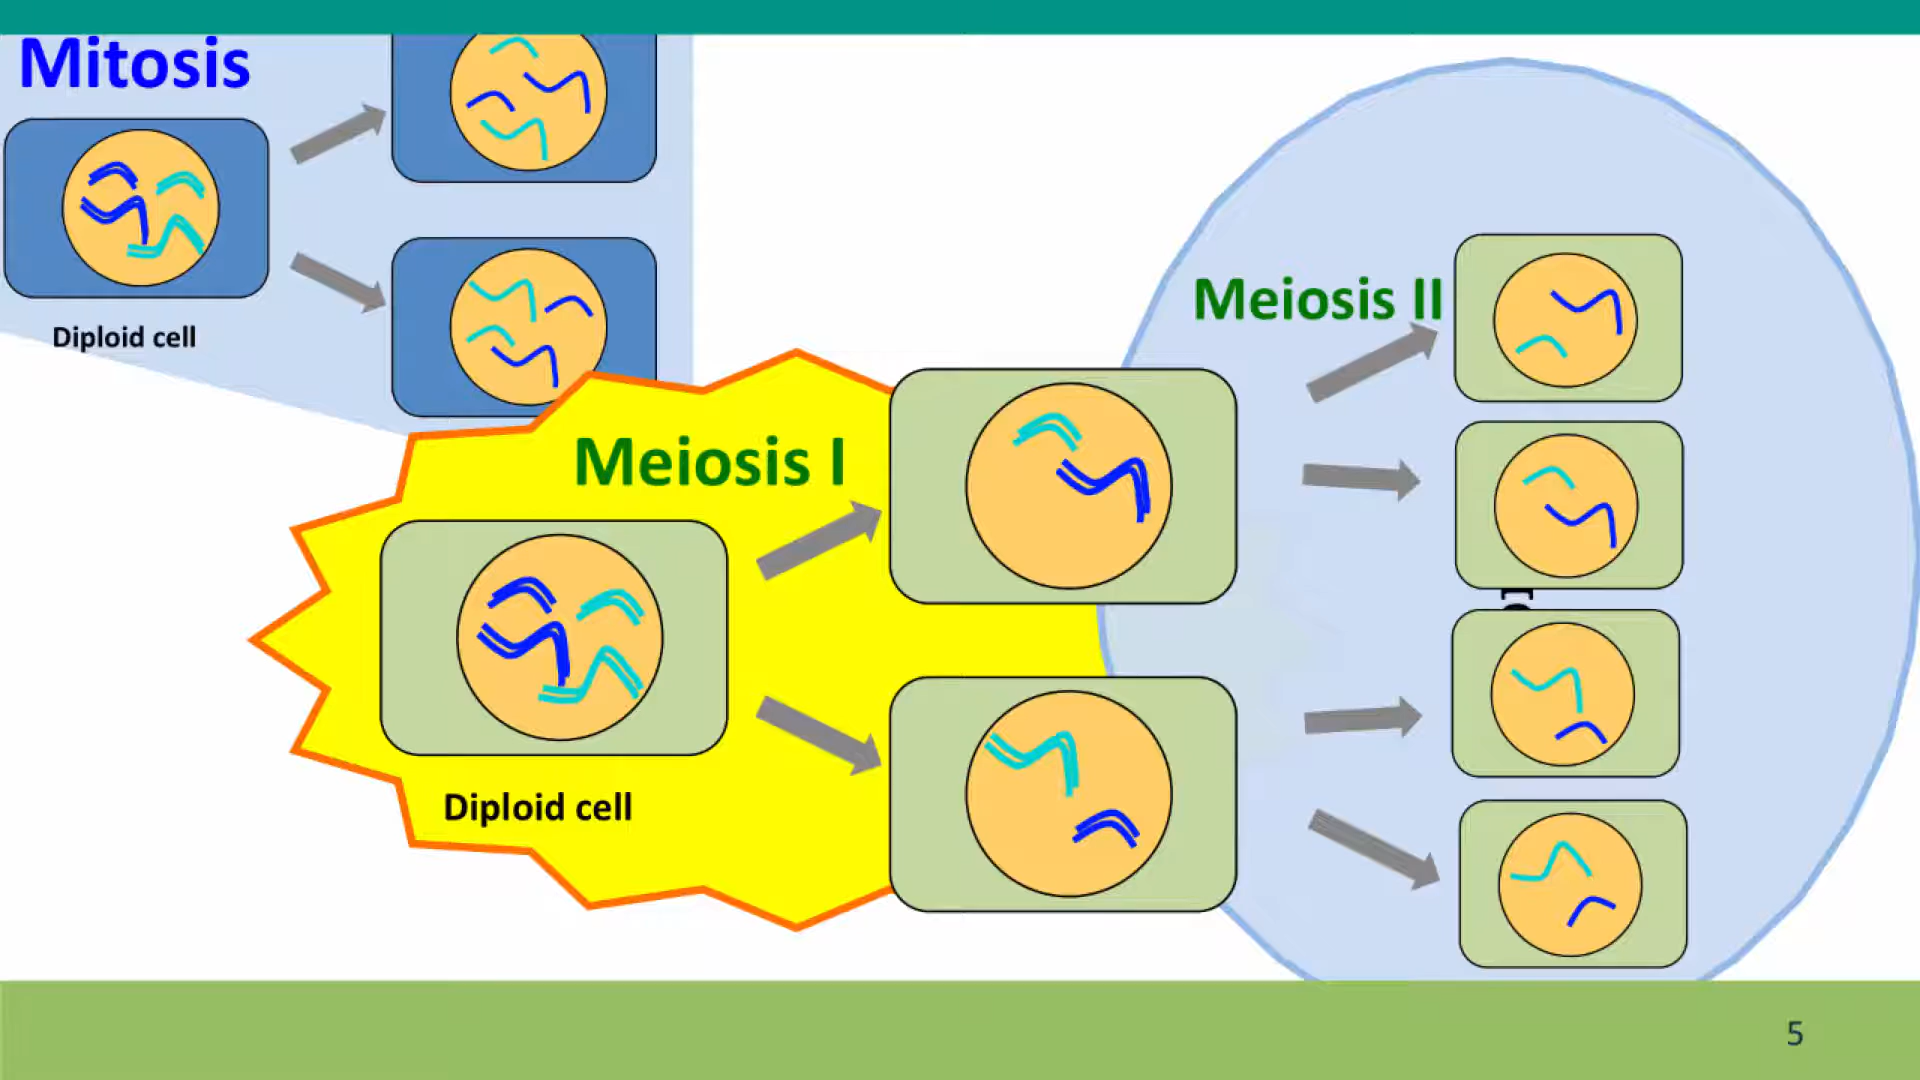 Mitosis
Diploid cell
Meiosis I
Diploid cell
Meiosis II
5